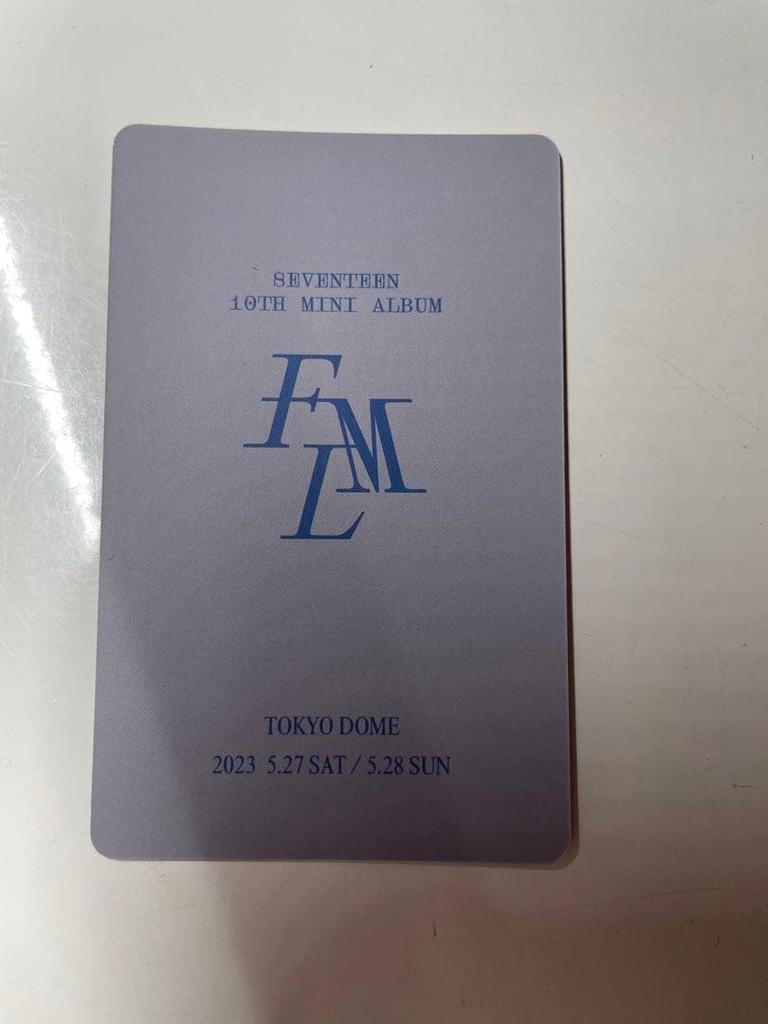 SEVENTEEN
10TH MINI ALBUM
FML
TOKYO DOME
2023 5.27 SAT / 5.28 SUN